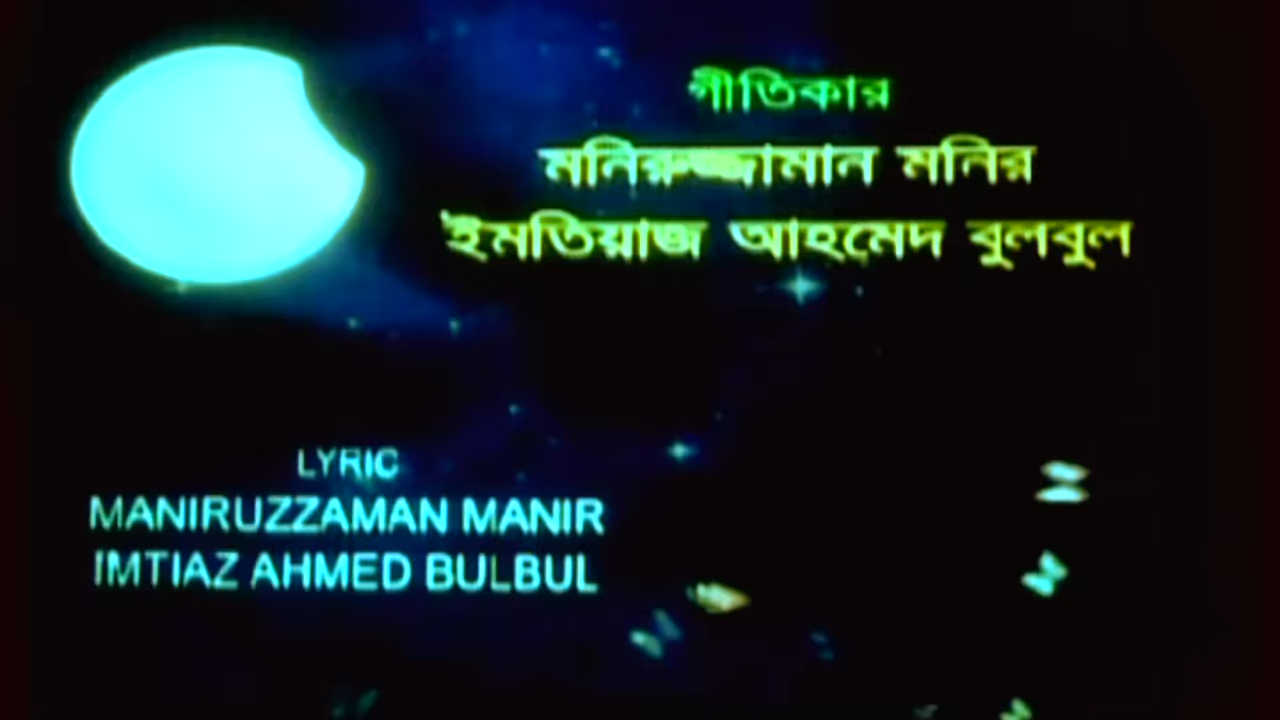 গীতিকার
মনিরুজ্জামান মনির
ইমতিয়াজ আহমেদ বুলবুল
LYRIC
MANIRUZZAMAN MANIR
IMTIAZ AHMED BULBUL